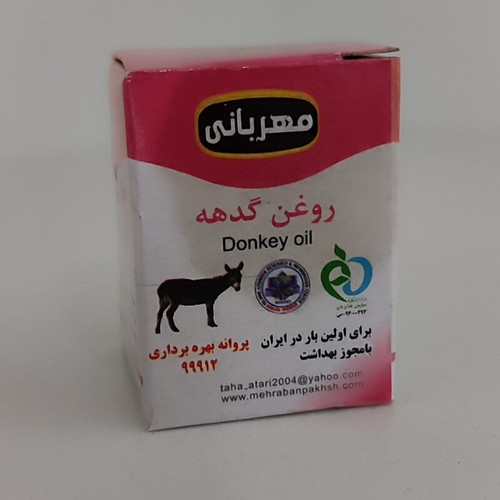 مهربانی
روغن گدهه
Donkey oil
برای اولین بار در ایران
بامجوز بهداشت
پروانه بهره برداری
۹۹۹۱۲
taha_atari2004@yahoo.com
www.mehrabanpakhsh.com